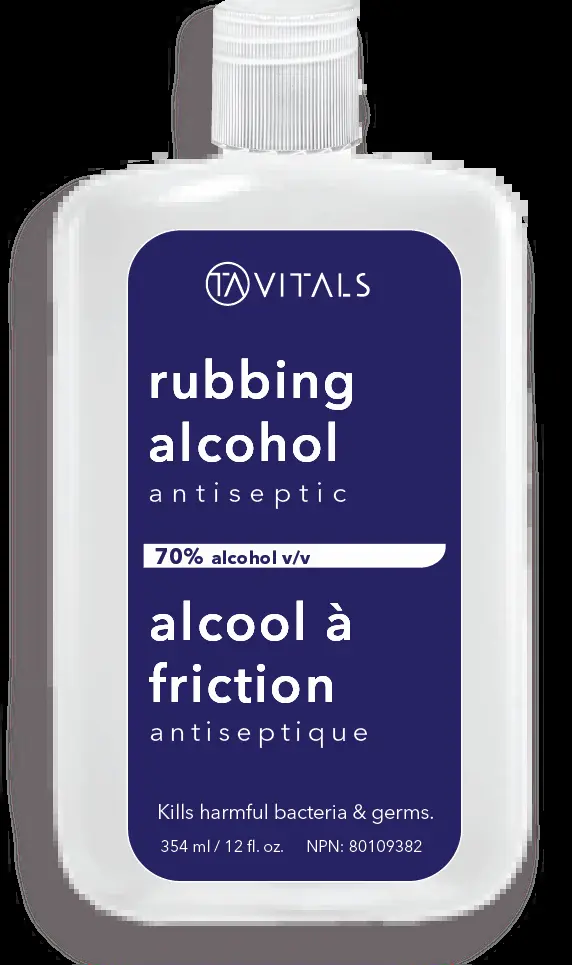 TA VITALS
rubbing
alcohol
antiseptic
70% alcohol v/v
alcool à
friction
antiseptique
Kills harmful bacteria & germs.
354 ml / 12 fl. oz. NPN: 80109382